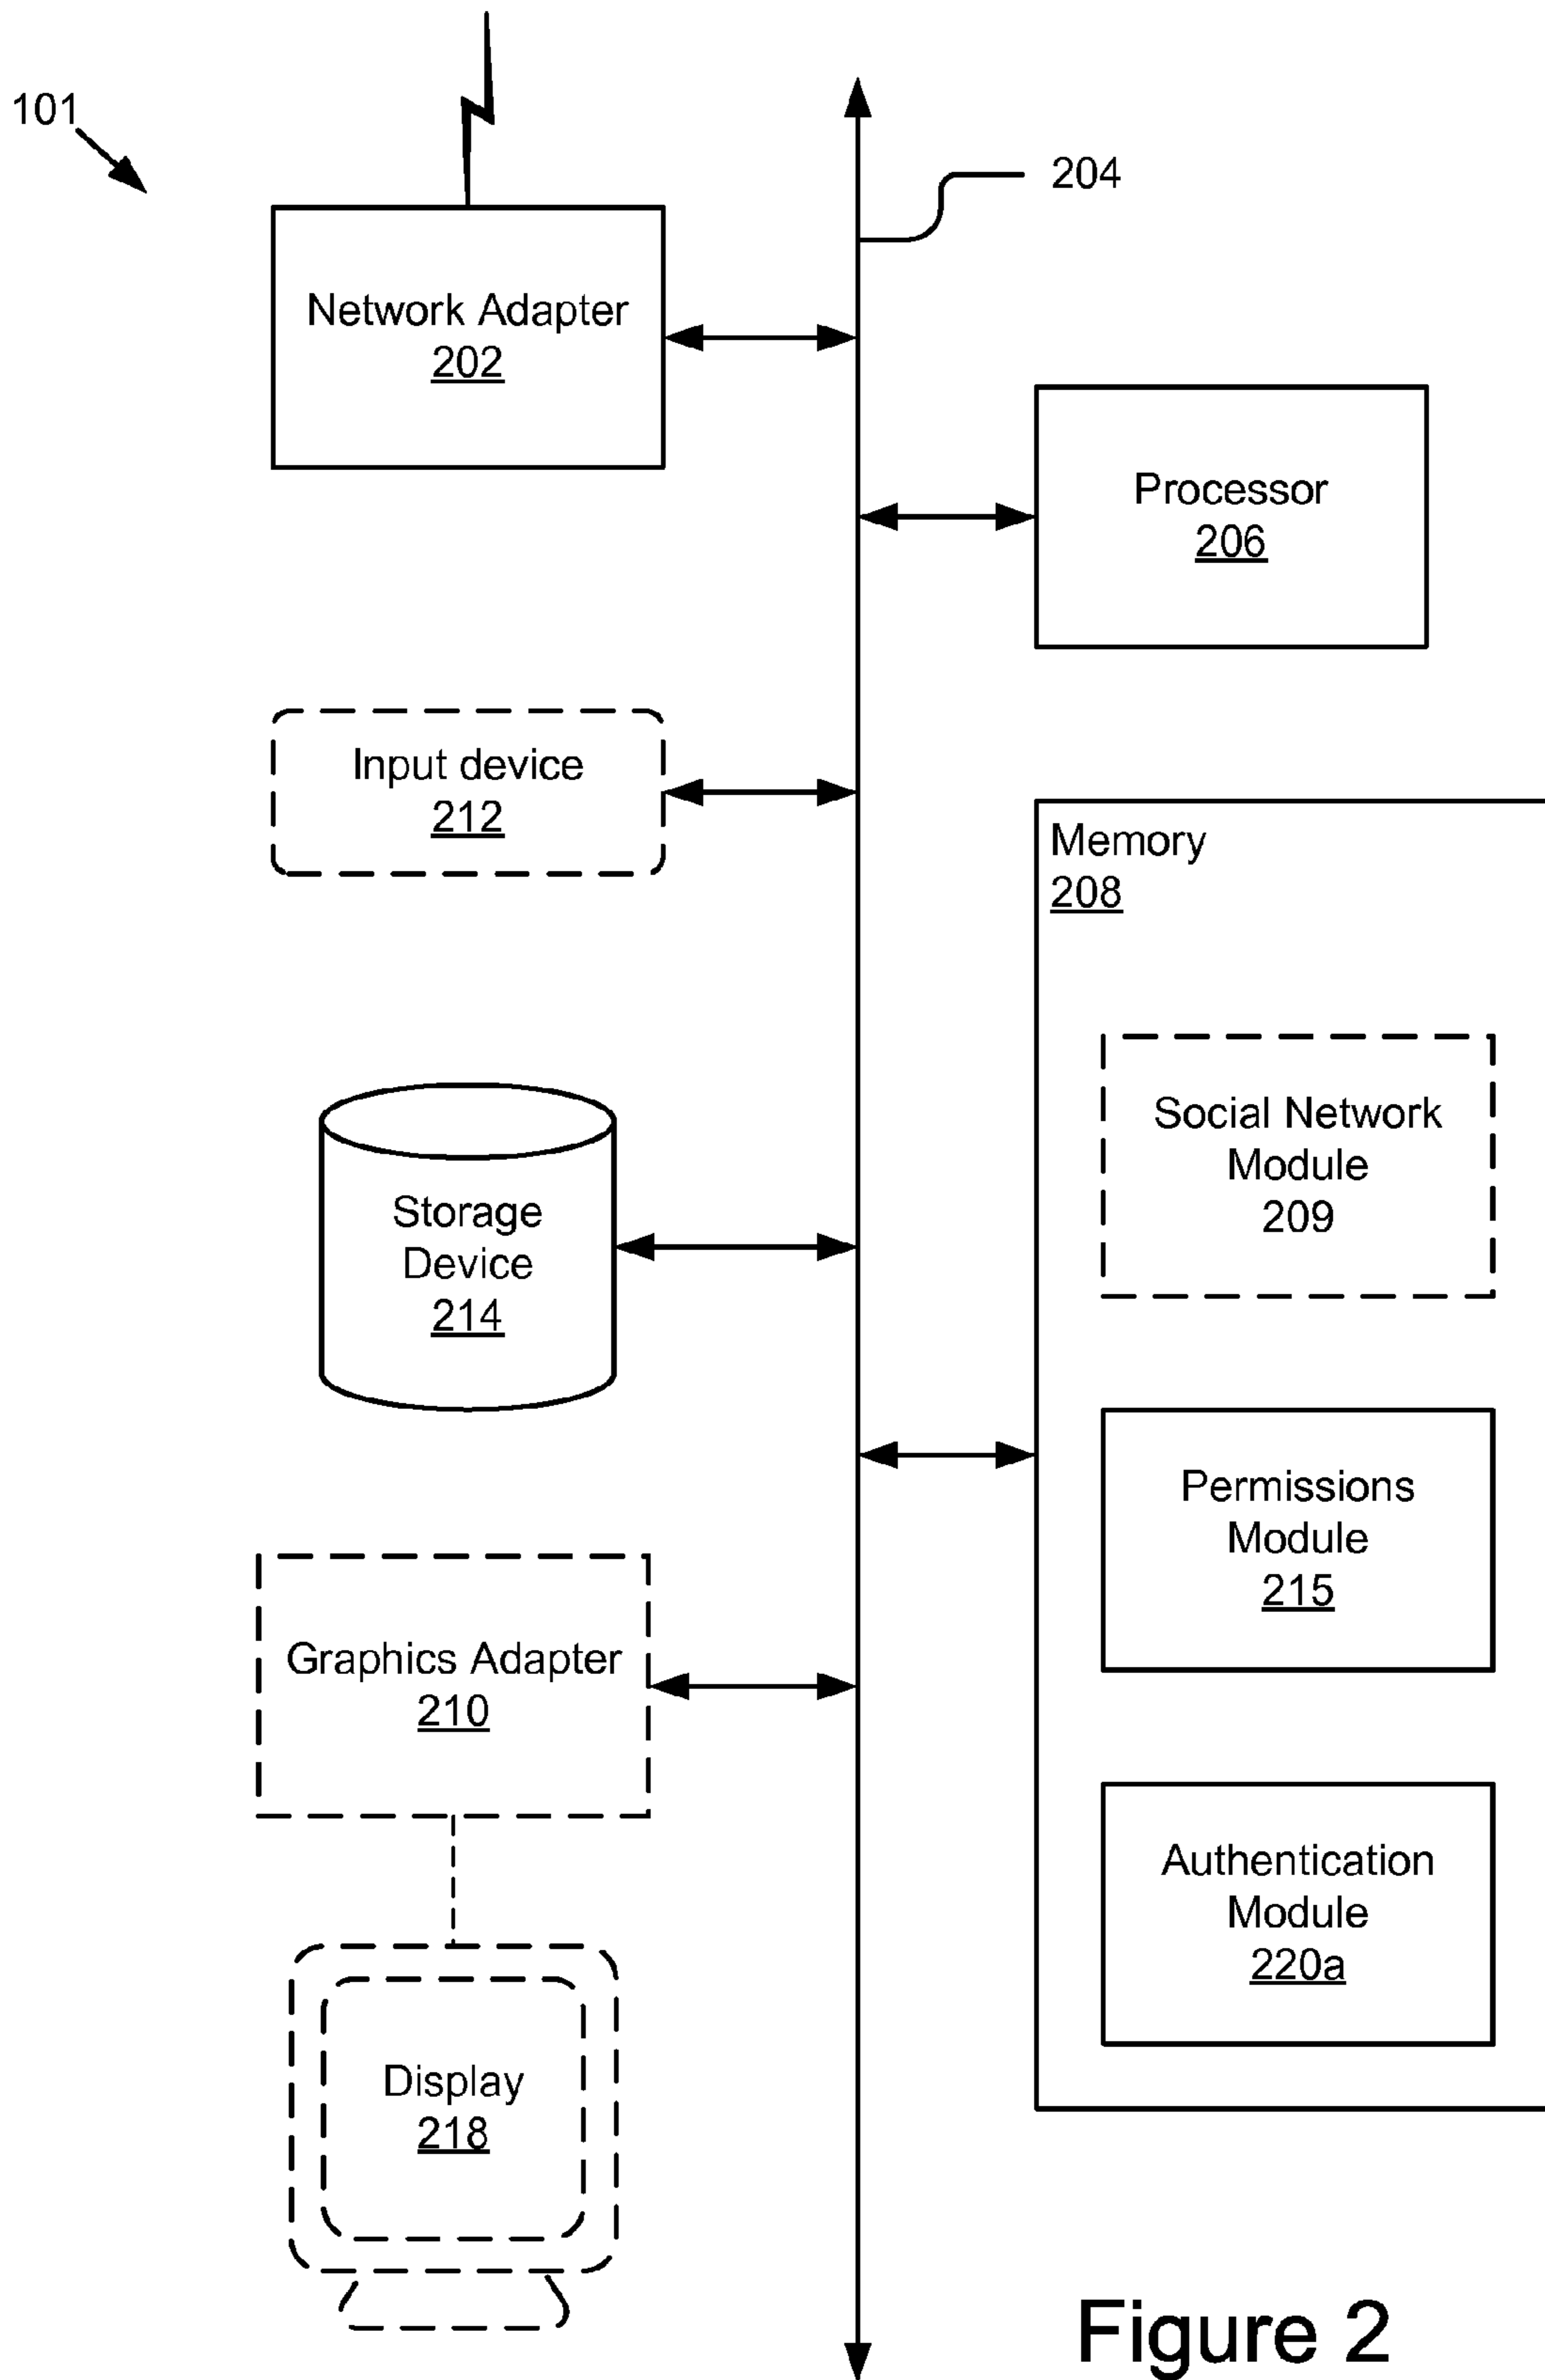 101
204
Network Adapter
202
Processor
206
Input device
212
Memory
208
Social Network
Module
209
Storage
Device
214
Permissions
Module
215
Graphics Adapter
210
Authentication
Module
220a
Display
218
Figure 2